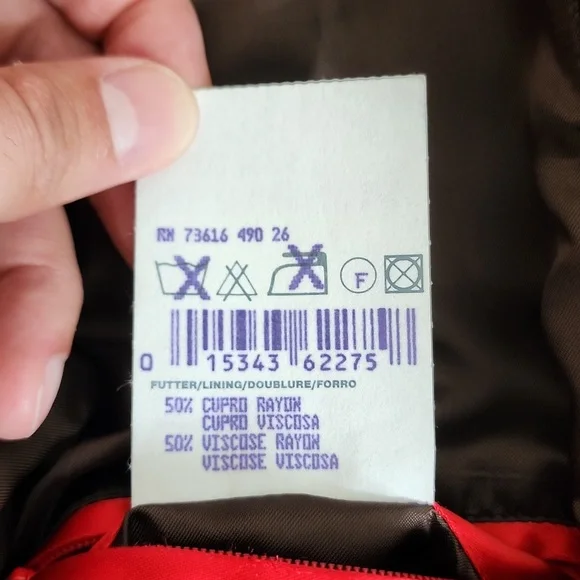 RN 73616 490 26
F
0 15343 62275
FUTTER/LINING/DOUBLURE/FORRO
50% CUPRO RAYON
CUPRO VISCOSA
50% VISCOSE RAYON
VISCOSE VISCOSA